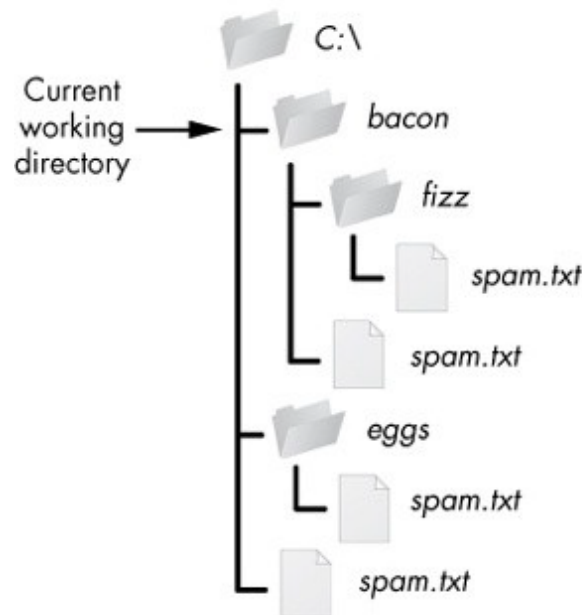 C:\
Current
working
directory
bacon
fizz
spam.txt
spam.txt
eggs
spam.txt
spam.txt